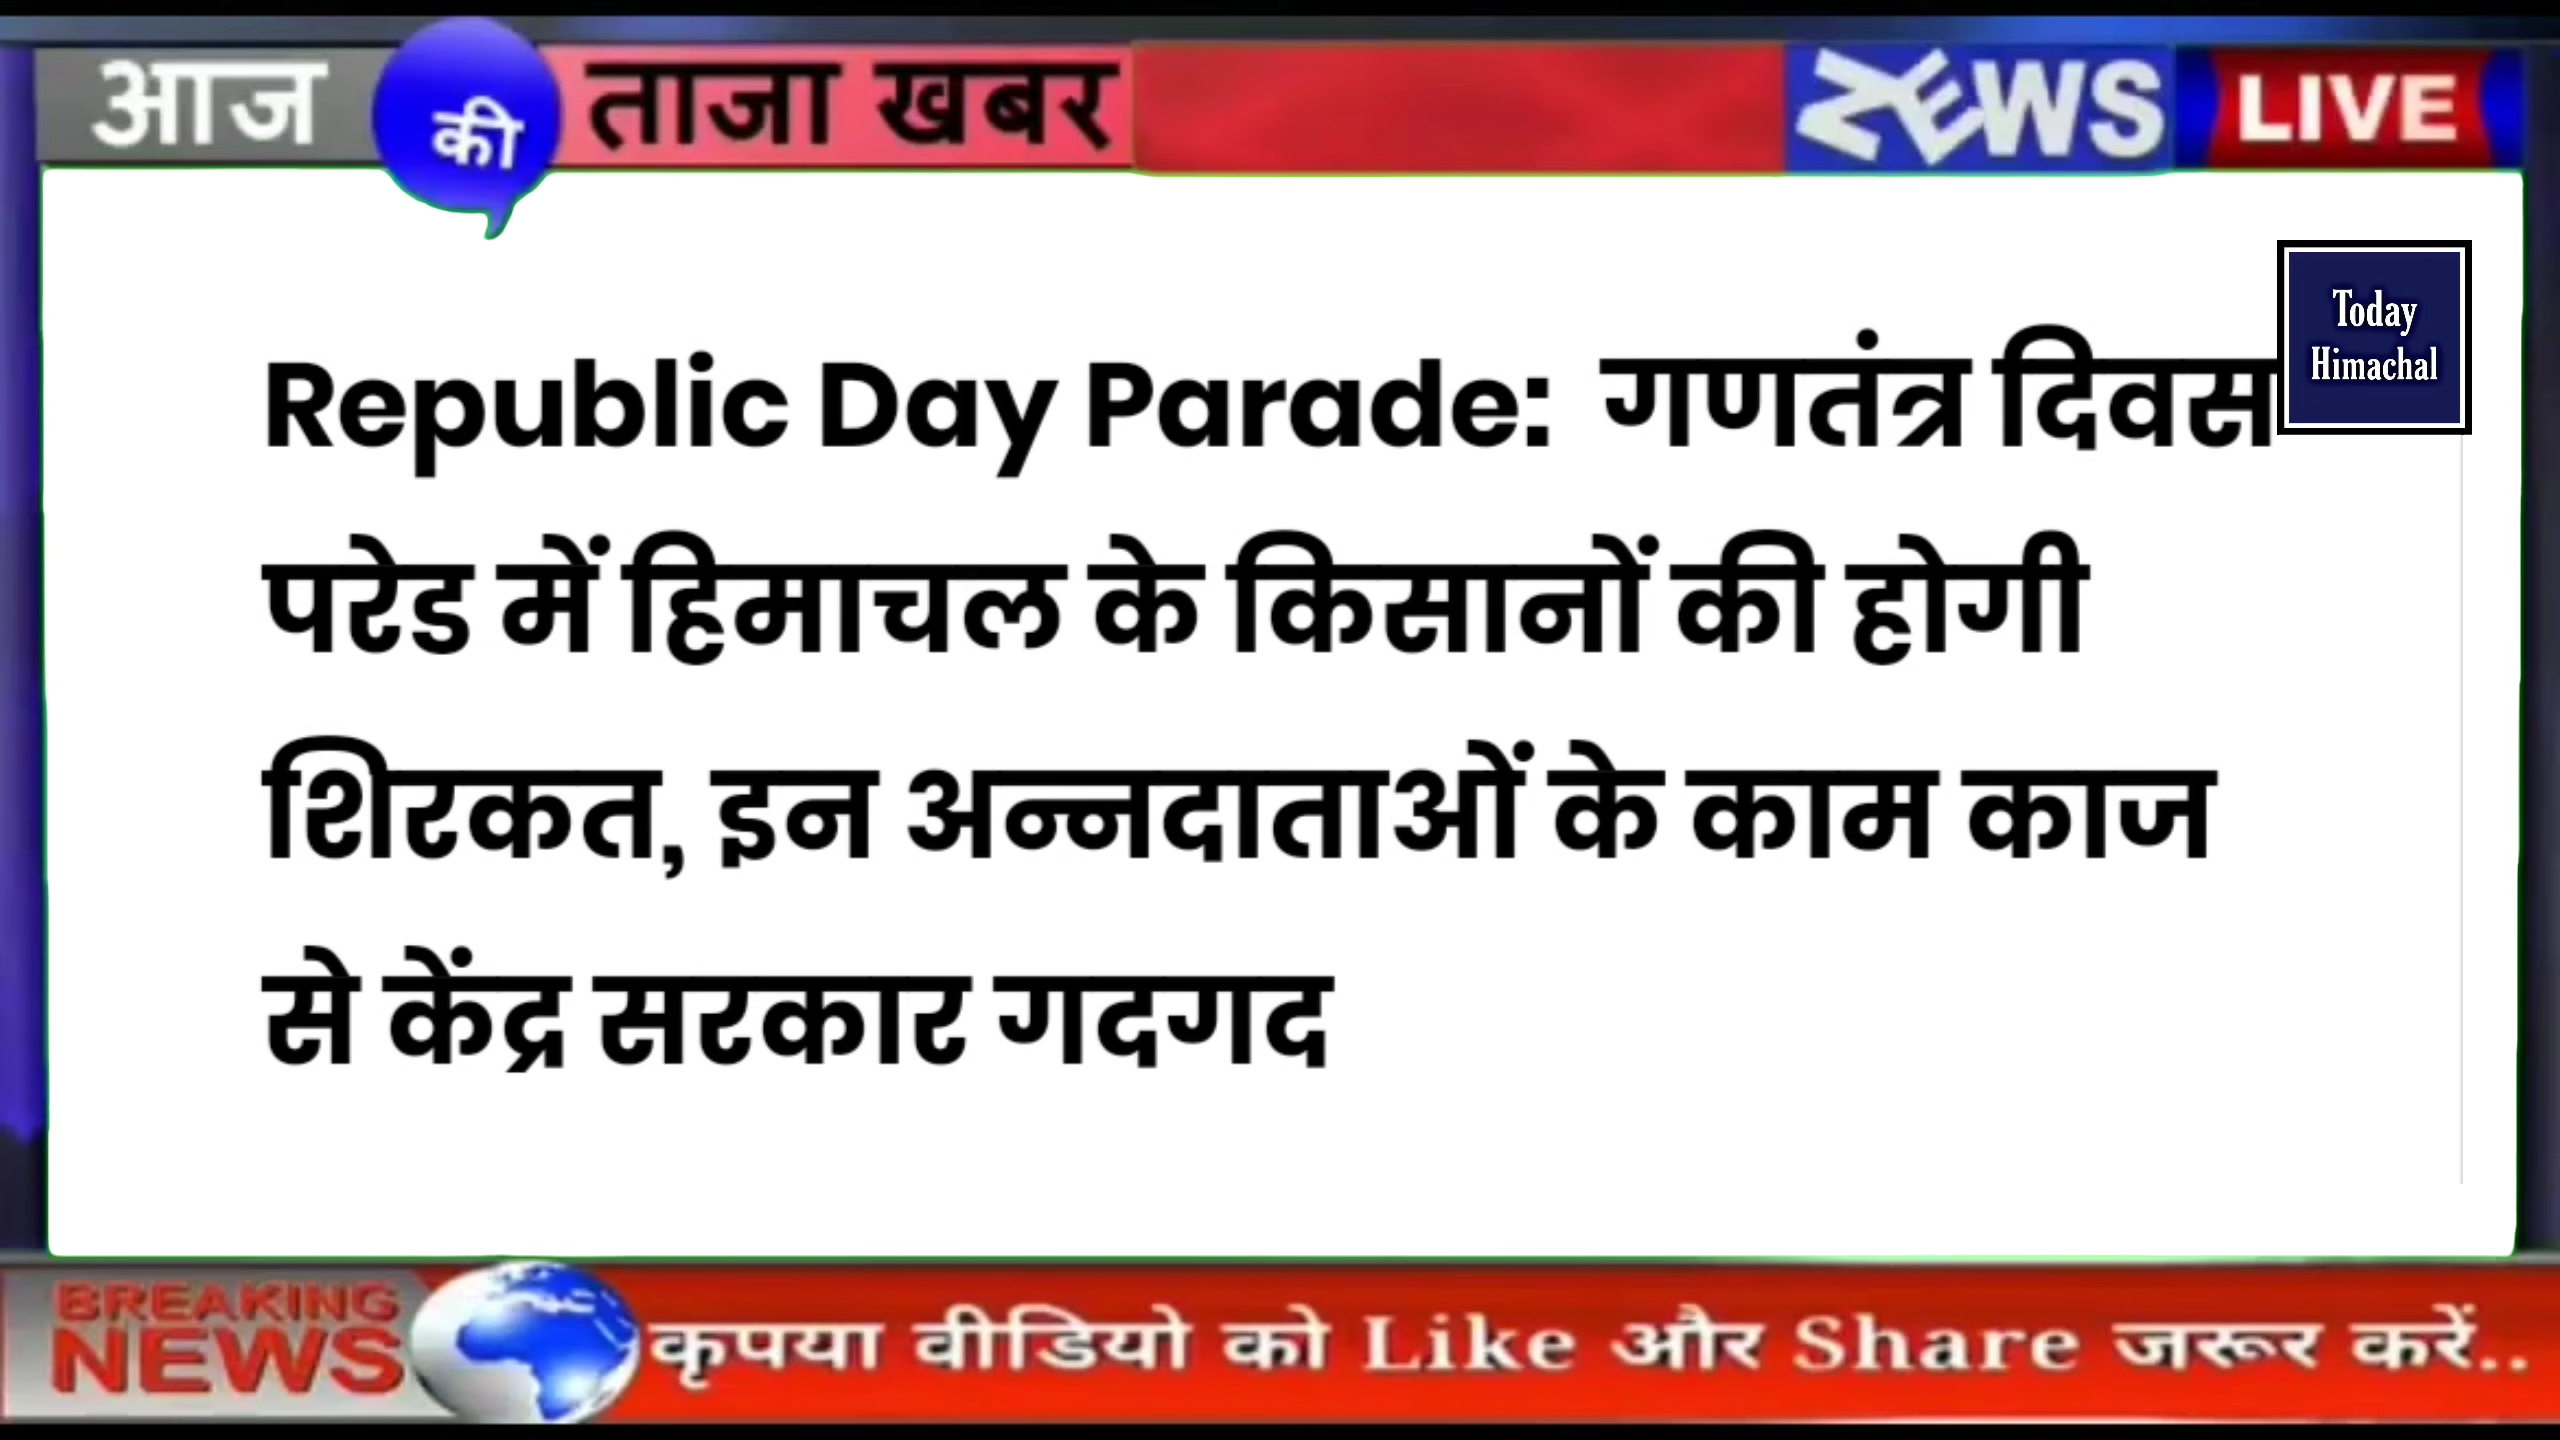 आज की ताजा खबर NEWS LIVE
Today
Himachal
Republic Day Parade: गणतंत्र दिवस
परेड में हिमाचल के किसानों की होगी
शिरकत, इन अन्नदाताओं के काम काज
से केंद्र सरकार गदगद
BREAKING
NEWS
कृपया वीडियो को Like और Share जरूर करें..